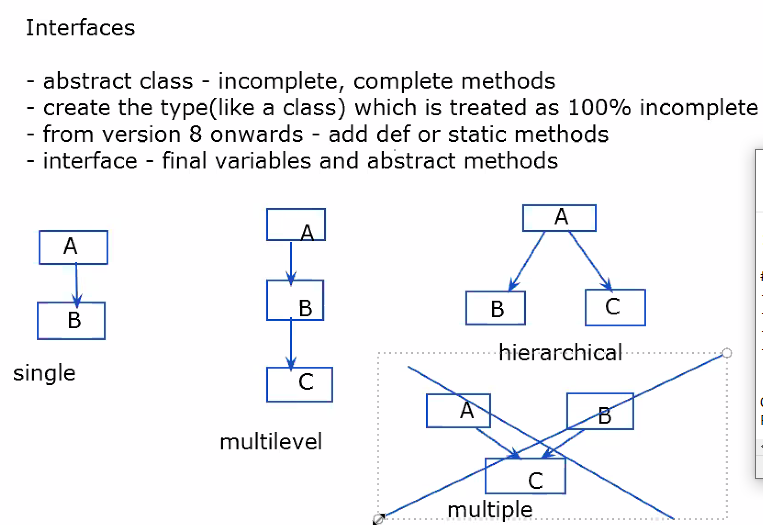 Interfaces
- abstract class - incomplete, complete methods
- create the type(like a class) which is treated as 100% incomplete
- from version 8 onwards - add def or static methods
- interface - final variables and abstract methods
A
B
single
A
B
C
multilevel
A
B
C
hierarchical
A
B
C
multiple